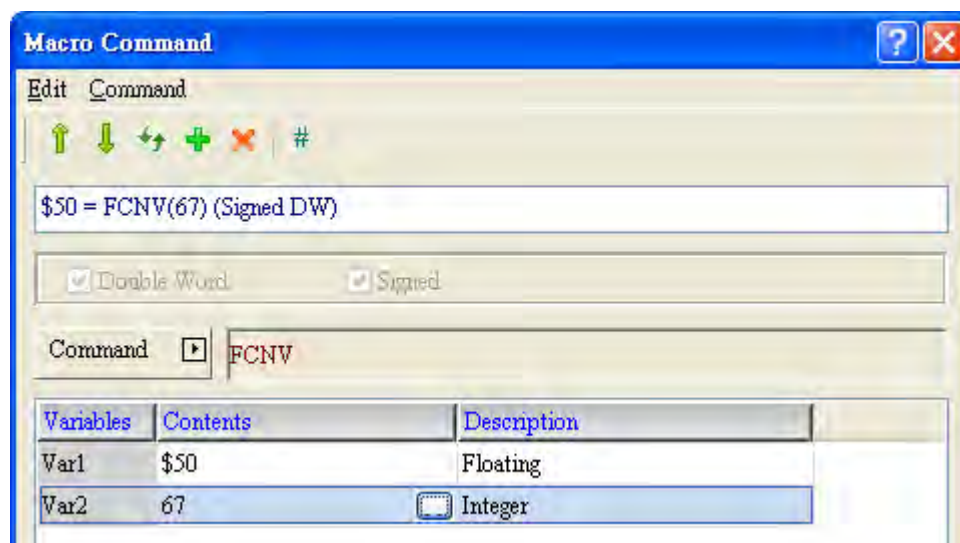 Macro Command
Edit Command
#
$50 = FCNV(67) (Signed DW)
Double Word Signed
Command FCNV
Variables Contents Description
Var1 $50 Floating
Var2 67 Integer